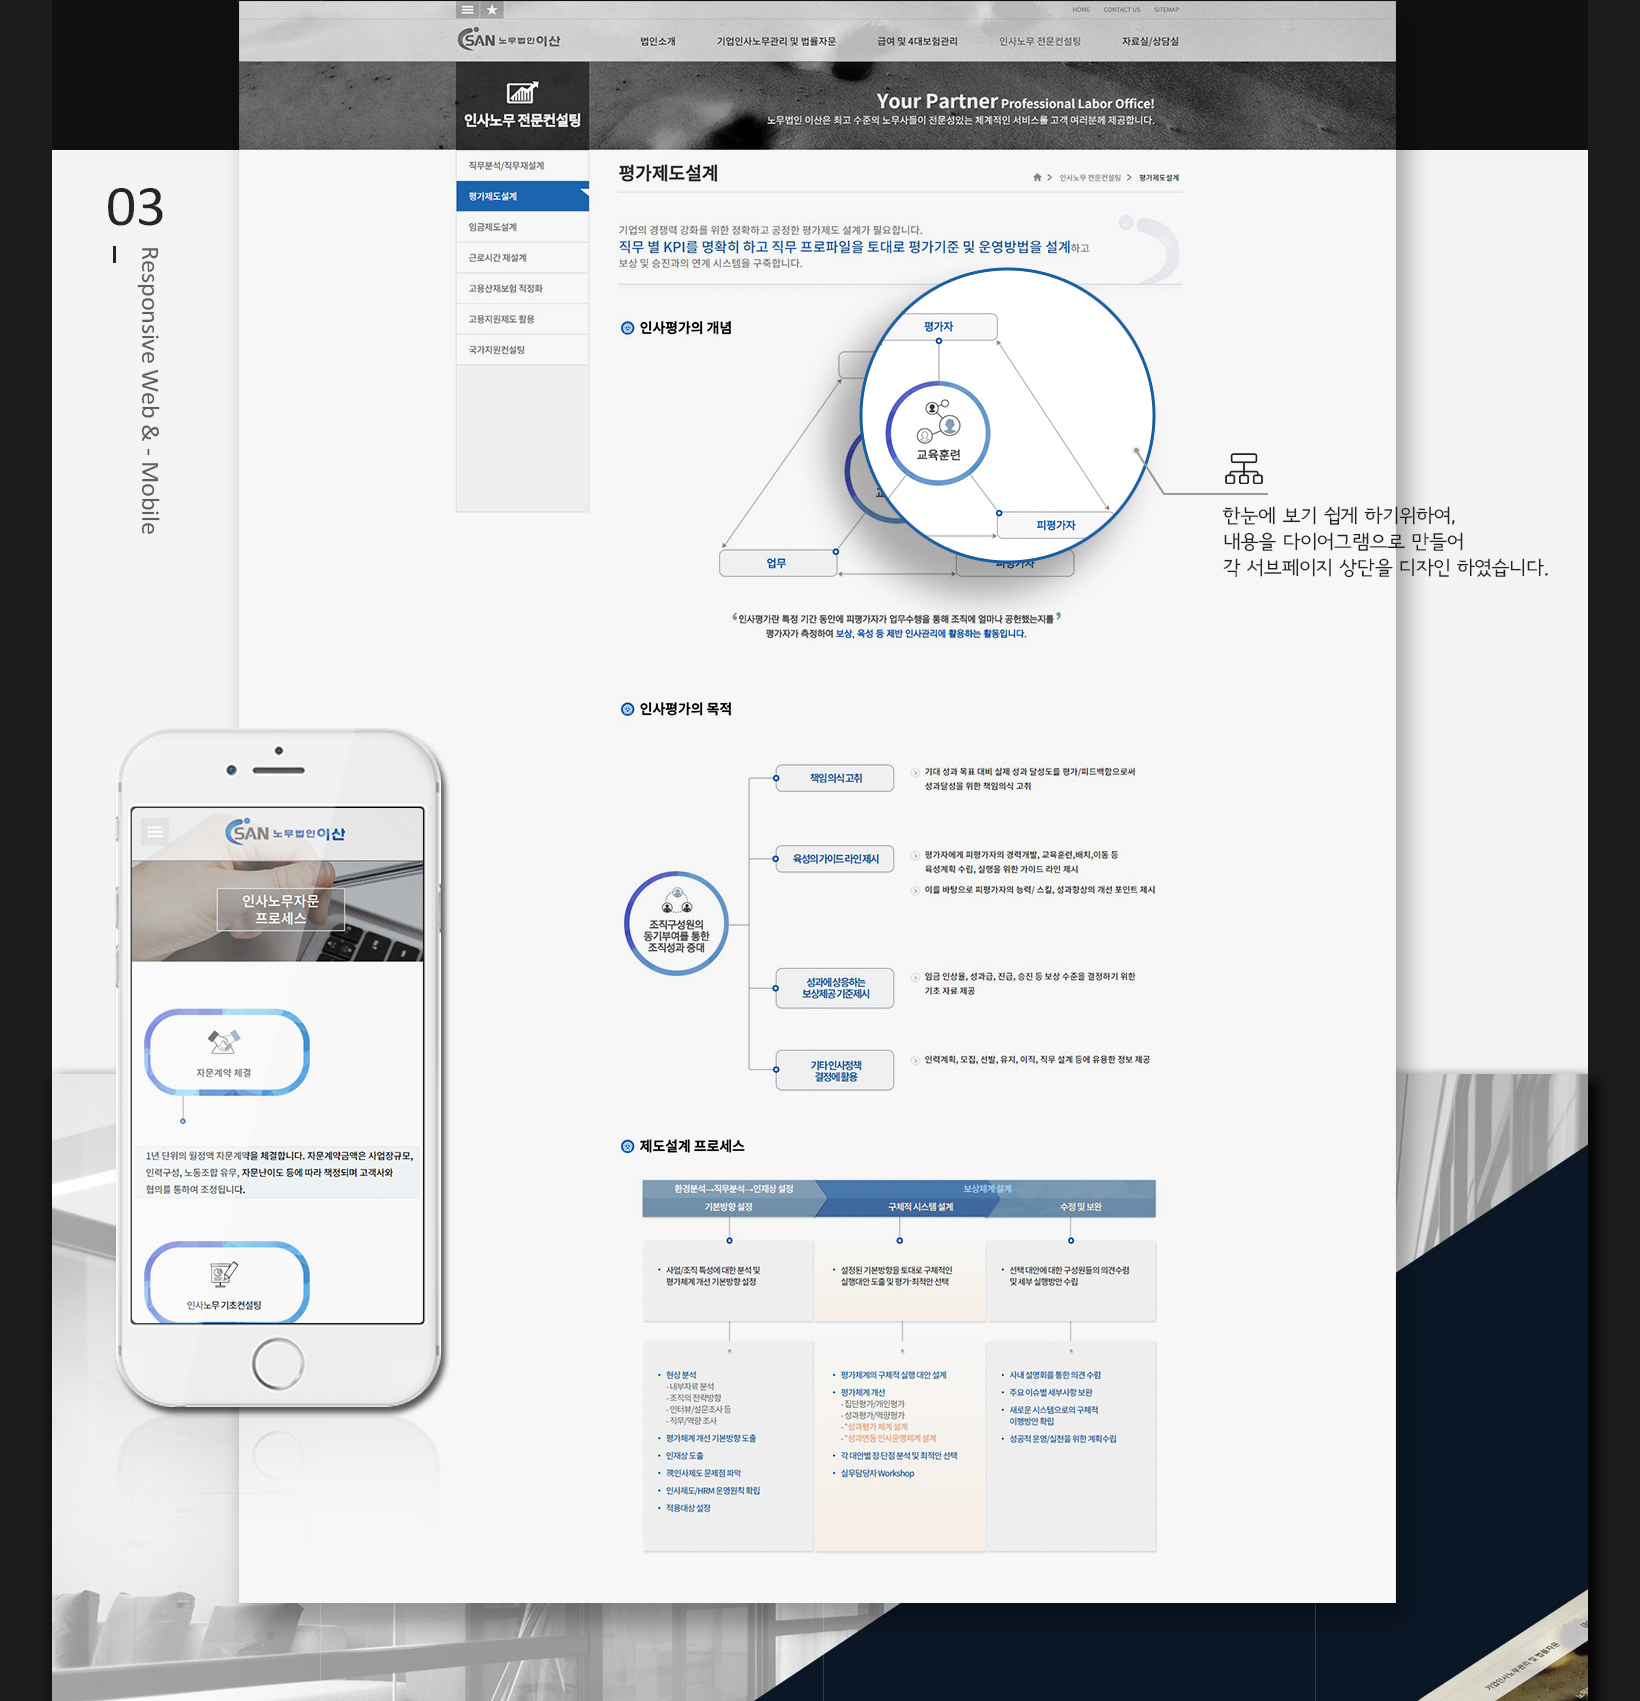 HOME CONTACT US SITEMAP
SAN 노무법인이산
법인소개 기업인사노무관리 및 법률자문 급여 및 4대보험관리 인사노무 전문컨설팅 자료실/상담실
인사노무 전문컨설팅
Your Partner Professional Labor Office!
노무법인 이산은 최고 수준의 노무사들이 전문성있는 체계적인 서비스를 고객 여러분께 제공합니다.
직무분석/직무재설계
평가제도설계
임금제도설계
근로시간 재설계
고용산재보험 적정화
고용지원제도 활용
국가지원컨설팅
03
Responsive Web & - Mobile
평가제도설계
인사노무 전문컨설팅 > 평가제도설계
기업의 경쟁력 강화를 위한 정확하고 공정한 평가제도 설계가 필요합니다.
직무 별 KPI를 명확히 하고 직무 프로파일을 토대로 평가기준 및 운영방법을 설계하고
보상 및 승진과의 연계 시스템을 구축합니다.
인사평가의 개념
평가자
교육훈련
피평가자
업무
피평가자
한눈에 보기 쉽게 하기위하여,
내용을 다이어그램으로 만들어
각 서브페이지 상단을 디자인 하였습니다.
‘인사평가란 특정 기간 동안에 피평가자가 업무수행을 통해 조직에 얼마나 공헌했는지를’
평가자가 측정하여 보상, 육성 등 제반 인사관리에 활용하는 활동입니다.
인사평가의 목적
조직구성원의
동기부여를 통한
조직성과 증대
책임 의식 고취
기대 성과 목표 대비 실제 성과 달성도를 평가/피드백함으로써
성과달성을 위한 책임의식 고취
육성의 가이드 라인 제시
평가자에게 피평가자의 경력개발, 교육훈련,배치,이동 등
육성계획 수립, 실행을 위한 가이드 라인 제시
이를 바탕으로 피평가자의 능력/ 스킬, 성과향상의 개선 포인트 제시
성과에 상응하는
보상제공 기준제시
임금 인상율, 성과급, 진급, 승진 등 보상 수준을 결정하기 위한
기초 자료 제공
기타 인사정책
결정에 활용
인력계획, 모집, 선발, 유지, 이직, 직무 설계 등에 유용한 정보 제공
제도설계 프로세스
환경분석→직무분석→인재상 설정 보상체계 설계
기본방향 설정 구체적 시스템 설계 수정 및 보완
• 사업/조직 특성에 대한 분석 및
평가체계 개선 기본방향 설정
• 설정된 기본방향을 토대로 구체적인
실행대안 도출 및 평가·최적안 선택
• 선택 대안에 대한 구성원들의 의견수렴
및 세부 실행방안 수립
• 현상 분석
- 내부자료 분석
- 조직의 전략방향
- 인터뷰/설문조사 등
- 직무/역량 조사
• 평가체계 개선 기본방향 도출
• 인재상 도출
• 現인사제도 문제점 파악
• 인사제도/HRM 운영원칙 확립
• 적용대상 설정
• 평가체계의 구체적 실행 대안 설계
• 평가체계 개선
- 집단평가/개인평가
- 성과평가/역량평가
- *성과평가 체계 설계
- *성과연동 인사운영체계 설계
• 각 대안별 장·단점 분석 및 최적안 선택
• 실무담당자 Workshop
• 사내 설명회를 통한 의견 수렴
• 주요 이슈별 세부사항 보완
• 새로운 시스템으로의 구체적
이행방안 확립
• 성공적 운영/실천을 위한 계획수립
SAN 노무법인이산
인사노무자문
프로세스
자문계약 체결
1년 단위의 월정액 자문계약을 체결합니다. 자문계약금액은 사업장규모,
인력구성, 노동조합 유무, 자문난이도 등에 따라 책정되며 고객사와
협의를 통하여 조정됩니다.
인사노무 기초컨설팅
기업인사노무관리 및 법률자문